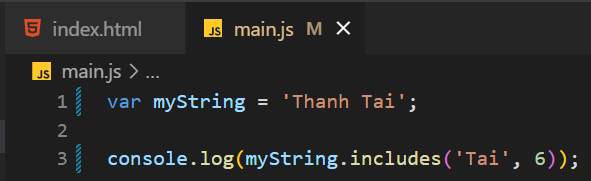 index.html
main.js M
JS main.js > ...
1 var myString = 'Thanh Tai';
2
3 console.log(myString.includes('Tai', 6));